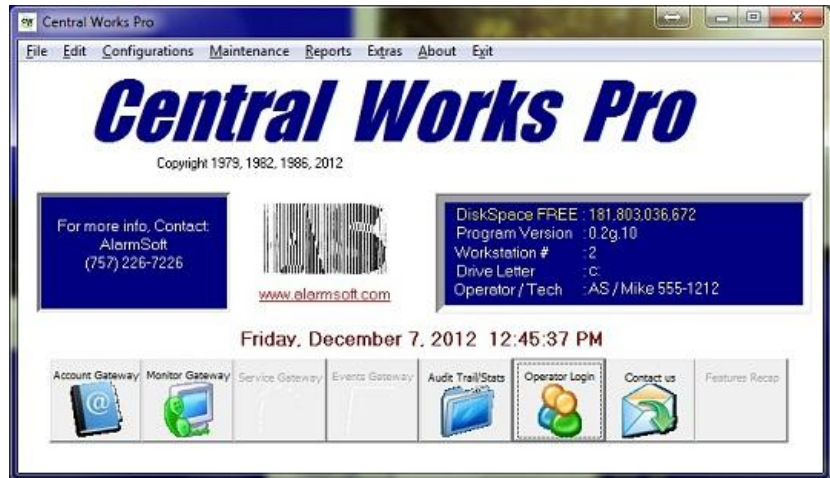 Central Works Pro
File Edit Configurations Maintenance Reports Extras About Exit
Central Works Pro
Copyright 1979, 1982, 1986, 2012
For more info, Contact:
AlarmSoft
(757) 226-7226
AS
www.alarmsoft.com
DiskSpace FREE : 181,803,036,672
Program Version : 0.2g.10
Workstation # : 2
Drive Letter : c:
Operator / Tech : AS / Mike 555-1212
Friday, December 7, 2012 12:45:37 PM
Account Gateway Monitor Gateway Service Gateway Events Gateway Audit Trail/Stats Operator Login Contact us Features Recap